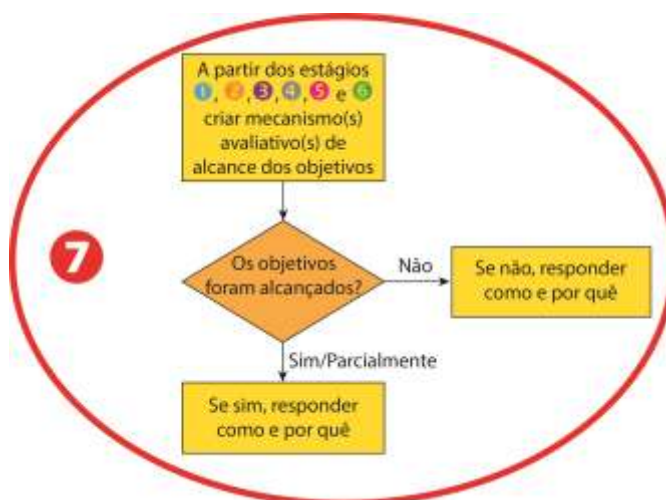 A partir dos estágios
1, 2, 3, 4, 5 e 6
criar mecanismo(s)
avaliativo(s) de
alcance dos objetivos
7
Os objetivos
foram alcançados?
Não
Se não, responder
como e por quê
Sim/Parcialmente
Se sim, responder
como e por quê